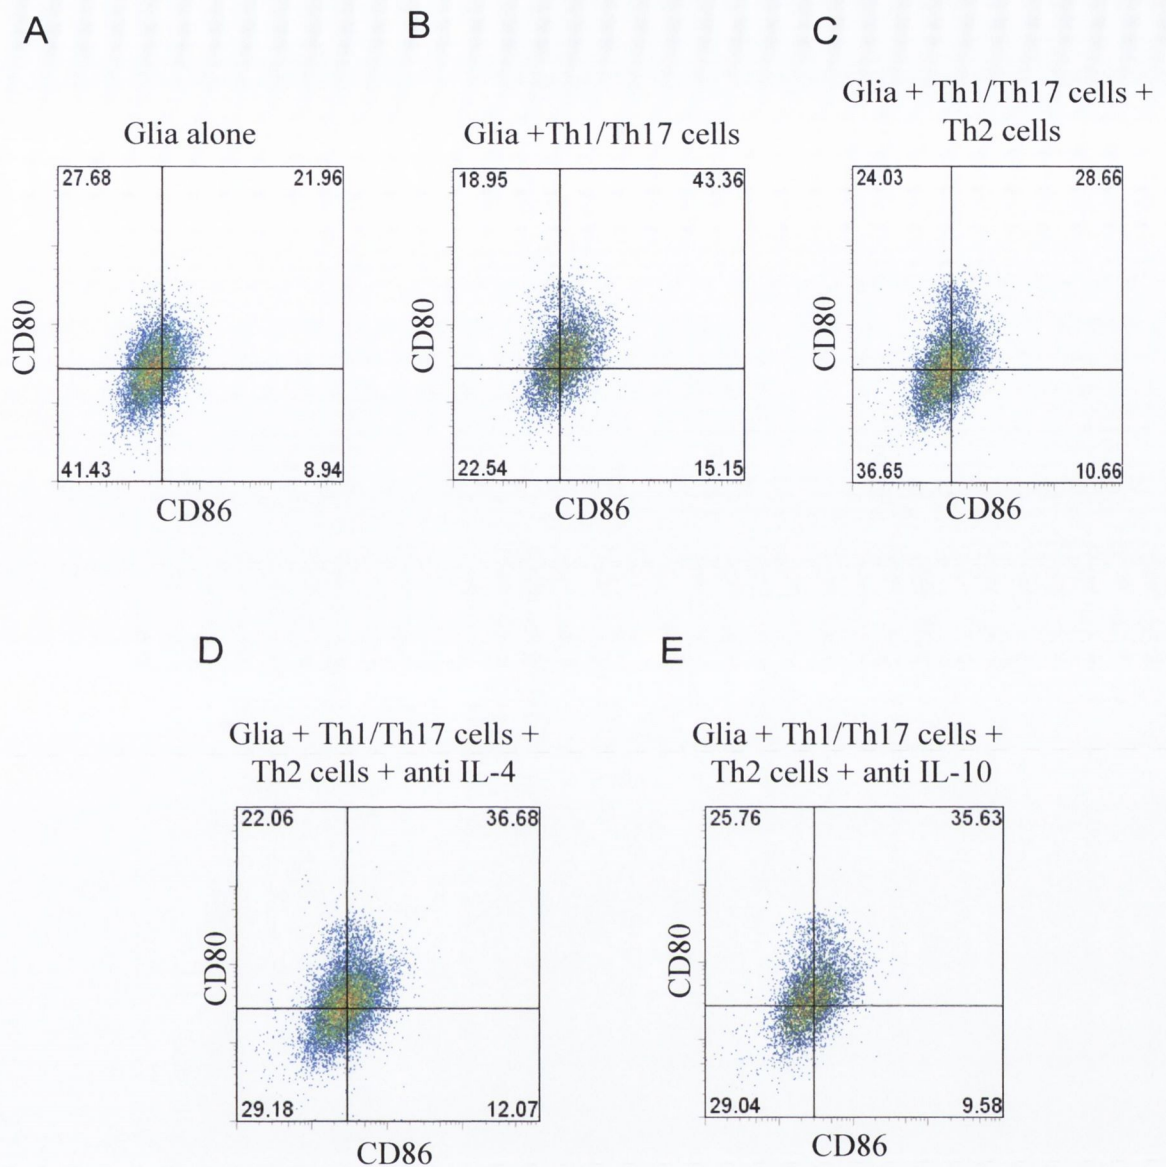 A
B
C
Glia alone
Glia +Th1/Th17 cells
Glia + Th1/Th17 cells +
Th2 cells
27.68
21.96
CD80
41.43
8.94
CD86
18.95
43.36
CD80
22.54
15.15
CD86
24.03
28.66
CD80
36.65
10.66
CD86
D
E
Glia + Th1/Th17 cells +
Th2 cells + anti IL-4
Glia + Th1/Th17 cells +
Th2 cells + anti IL-10
22.06
36.68
CD80
29.18
12.07
CD86
25.76
35.63
CD80
29.04
9.58
CD86